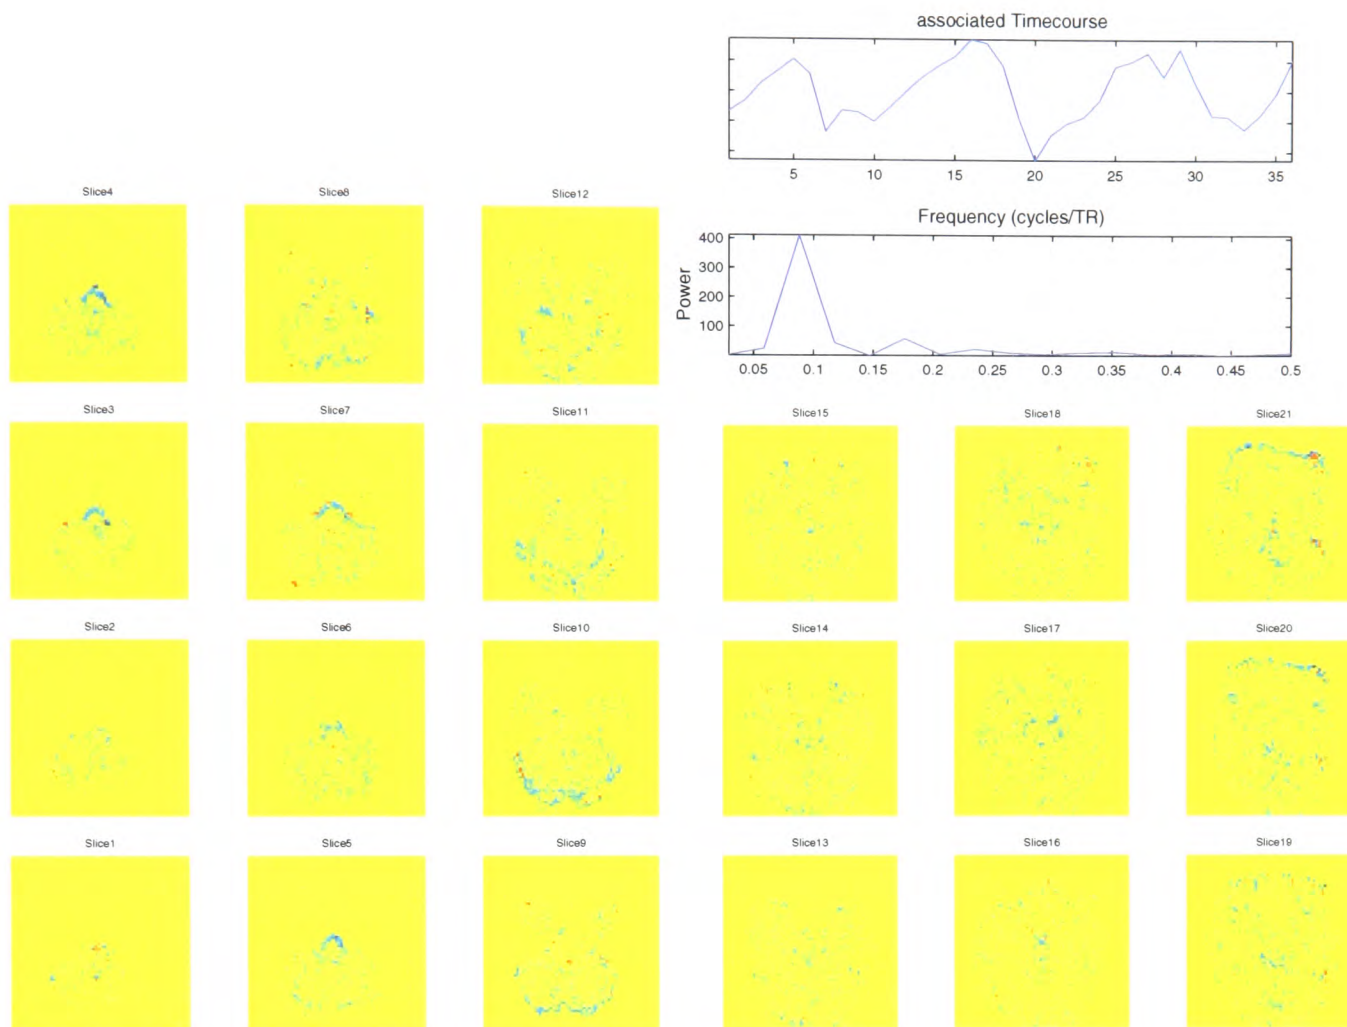 associated Timecourse
5 10 15 20 25 30 35
Frequency (cycles/TR)
Power
400
300
200
100
0.05 0.1 0.15 0.2 0.25 0.3 0.35 0.4 0.45 0.5
Slice4 Slice8 Slice12
Slice3 Slice7 Slice11 Slice15 Slice18 Slice21
Slice2 Slice6 Slice10 Slice14 Slice17 Slice20
Slice1 Slice5 Slice9 Slice13 Slice16 Slice19